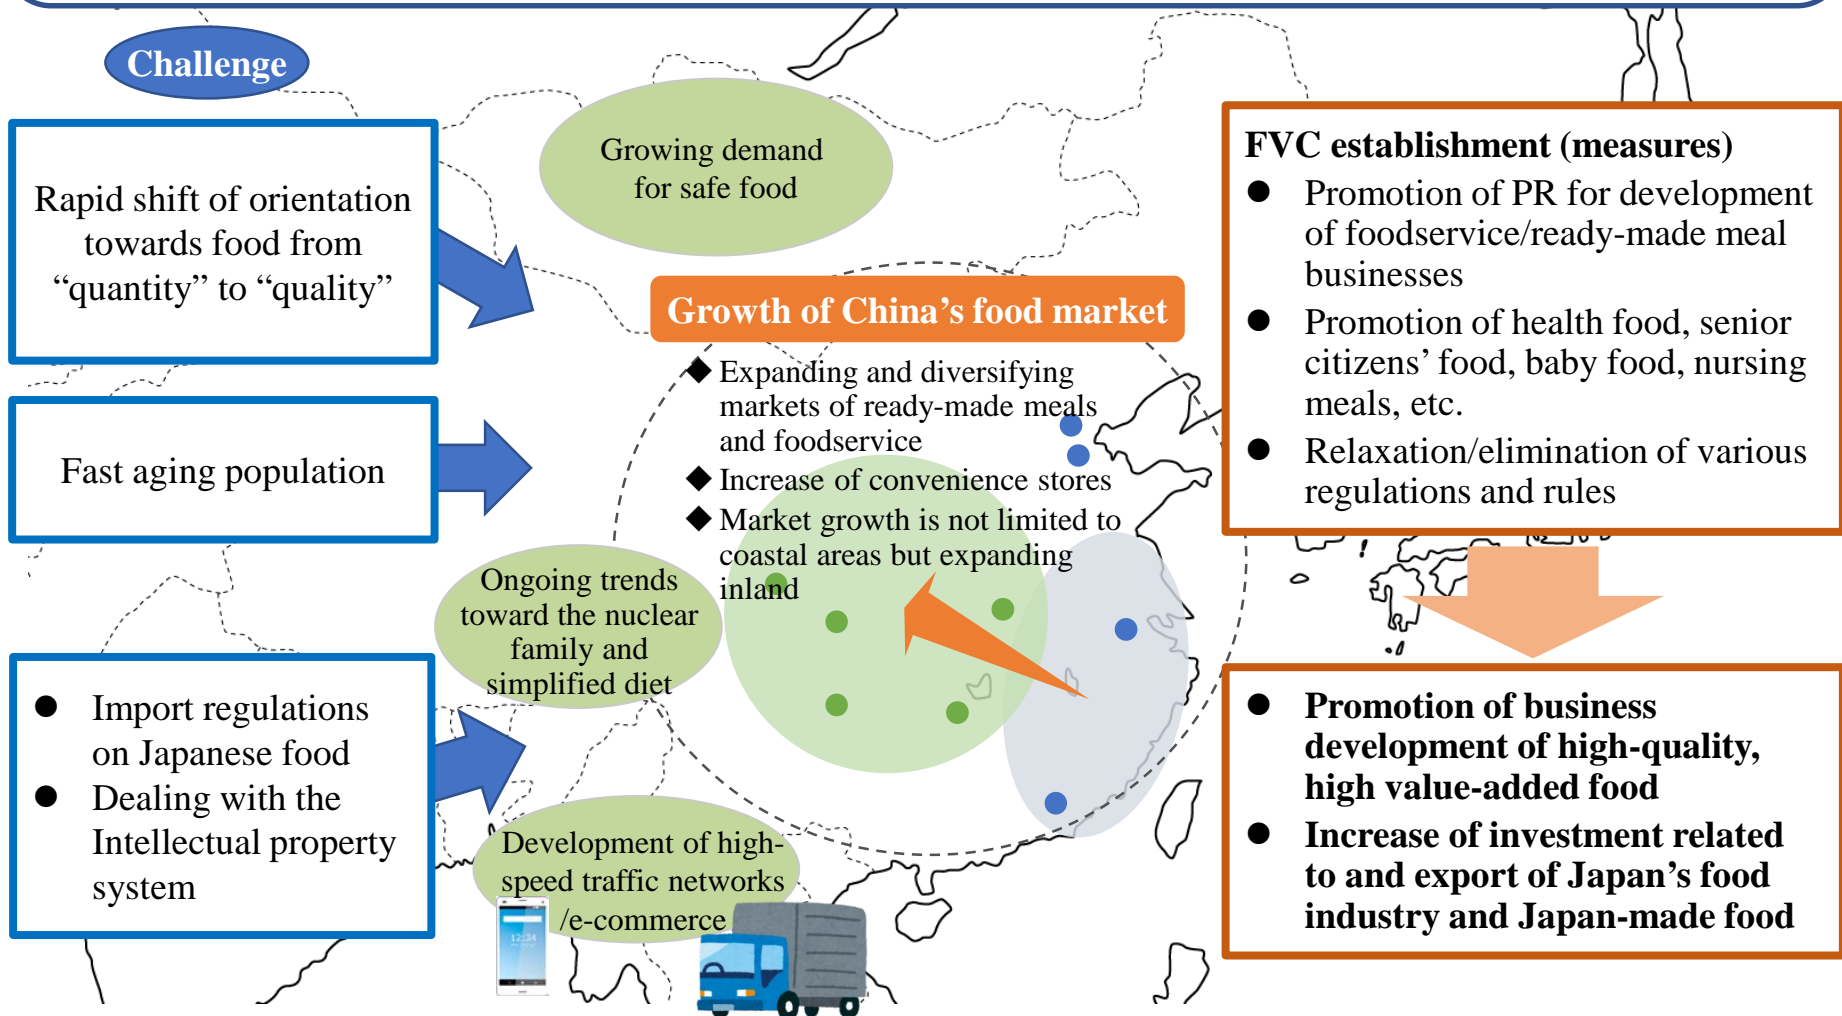 Challenge
Rapid shift of orientation
towards food from
“quantity” to “quality”
Fast aging population
● Import regulations
on Japanese food
● Dealing with the
Intellectual property
system
Growing demand
for safe food
Growth of China’s food market
◆ Expanding and diversifying
markets of ready-made meals
and foodservice
◆ Increase of convenience stores
◆ Market growth is not limited to
coastal areas but expanding
inland
Ongoing trends
toward the nuclear
family and
simplified diet
Development of high-
speed traffic networks
/e-commerce
12:34
FVC establishment (measures)
● Promotion of PR for development
of foodservice/ready-made meal
businesses
● Promotion of health food, senior
citizens’ food, baby food, nursing
meals, etc.
● Relaxation/elimination of various
regulations and rules
● Promotion of business
development of high-quality,
high value-added food
● Increase of investment related
to and export of Japan’s food
industry and Japan-made food